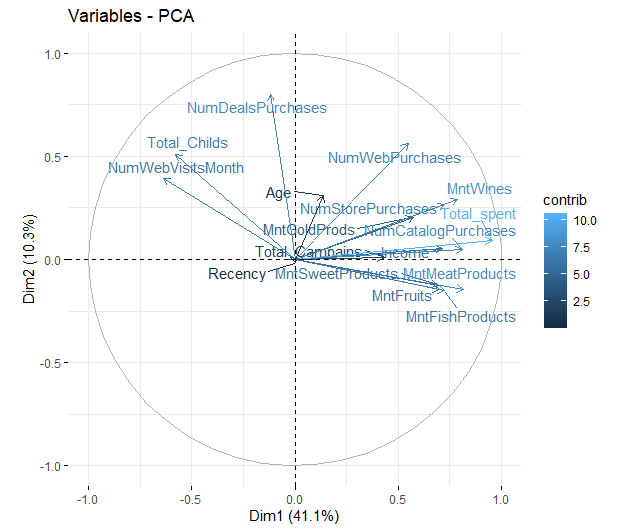 Variables - PCA
1.0
NumDealsPurchases
Total_Childs
0.5
NumWebPurchases
NumWebVisitsMonth
MntWines
Age
NumStorePurchases
Total_spent
MntGoldProds
NumCatalogPurchases
Income
0.0
Recency
MntSweetProducts
MntMeatProducts
MntFruits
MntFishProducts
-0.5
-1.0
-1.0
-0.5
0.0
0.5
1.0
Dim1 (41.1%)
Dim2 (10.3%)
contrib
10.0
7.5
5.0
2.5